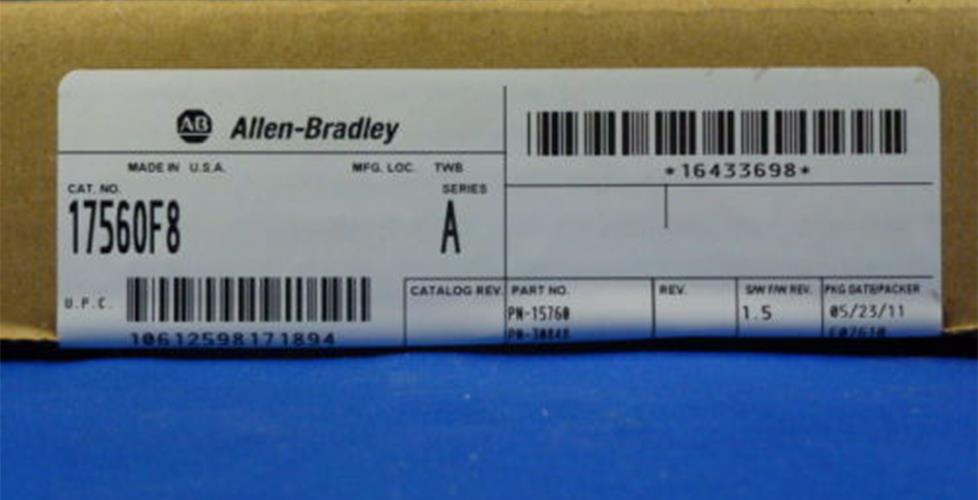 AB Allen-Bradley
MADE IN U.S.A. MFG. LOC. TWB
CAT. NO. SERIES
17560F8 A
U.P.C.
10612598171894
*16433698*
CATALOG REV. PART NO. REV. S/W F/W REV. PKG DATE/PACKER
PN-15760 1.5 05/23/11